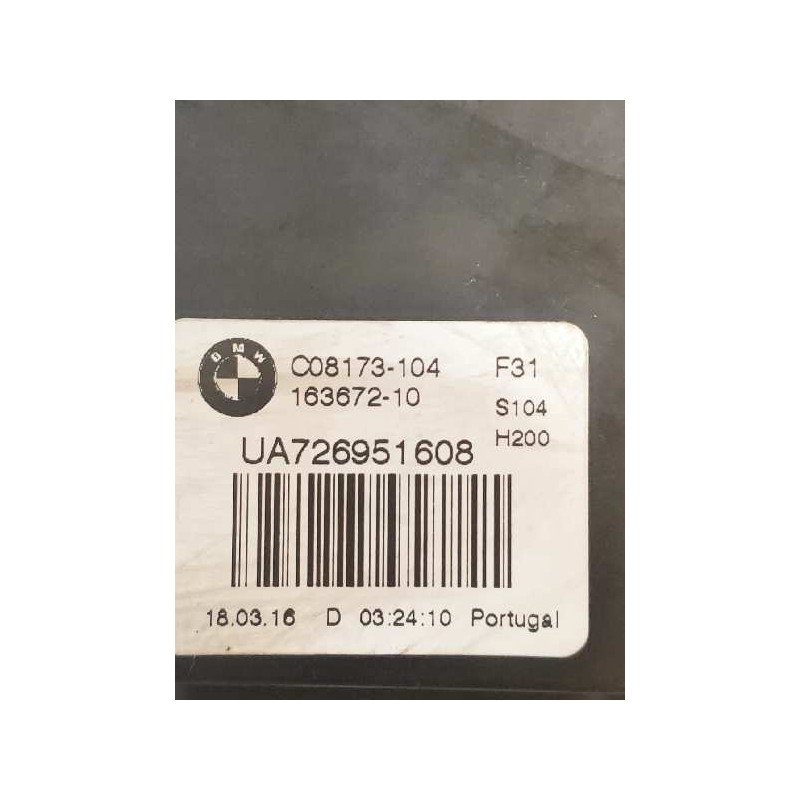 BMW
C08173-104 F31
163672-10 S104
UA726951608 H200
18.03.16 D 03:24:10 Portugal